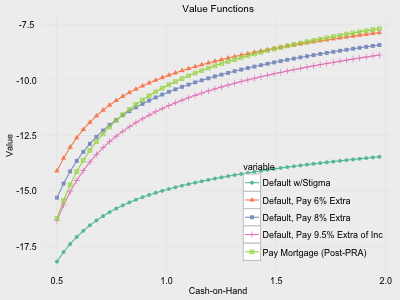 Value Functions
-7.5
-10.0
-12.5
-15.0
-17.5
Value
variable
Default w/Stigma
Default, Pay 6% Extra
Default, Pay 8% Extra
Default, Pay 9.5% Extra of Inc
Pay Mortgage (Post-PRA)
0.5 1.0 1.5 2.0
Cash-on-Hand